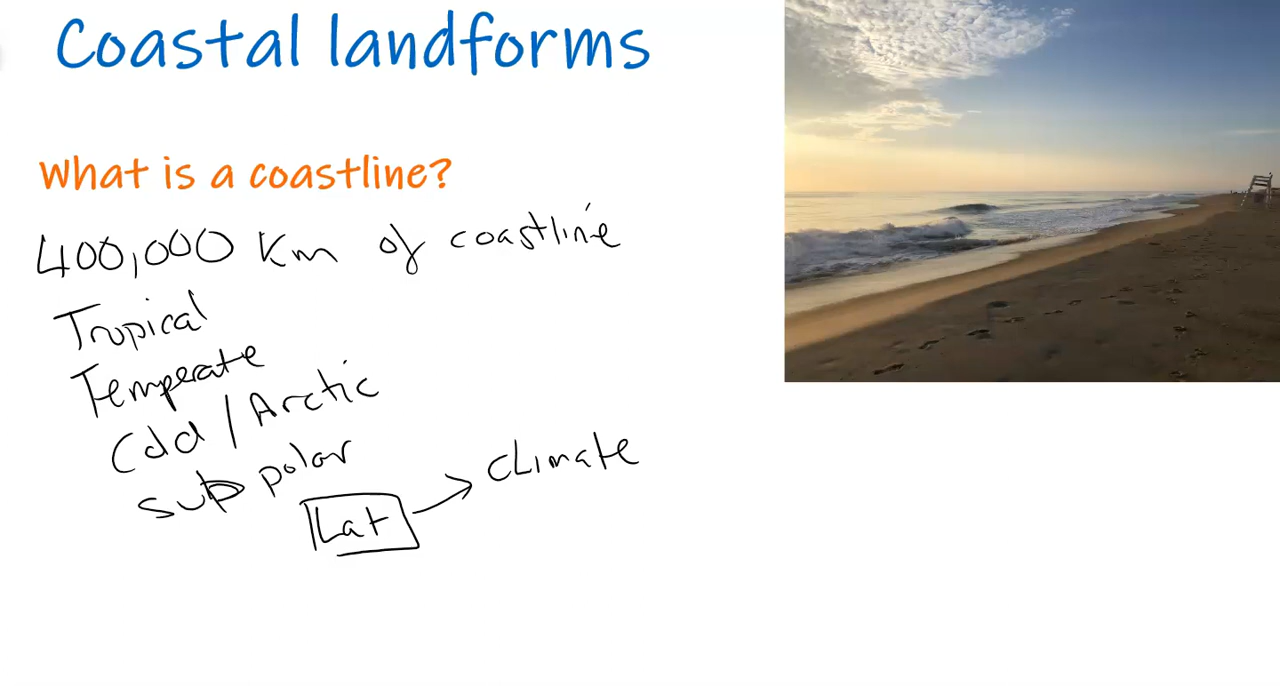 Coastal landforms
What is a coastline?
400,000 Km of coastline
Tropical
Temperate
Cold / Arctic
sub polar
Lat → climate